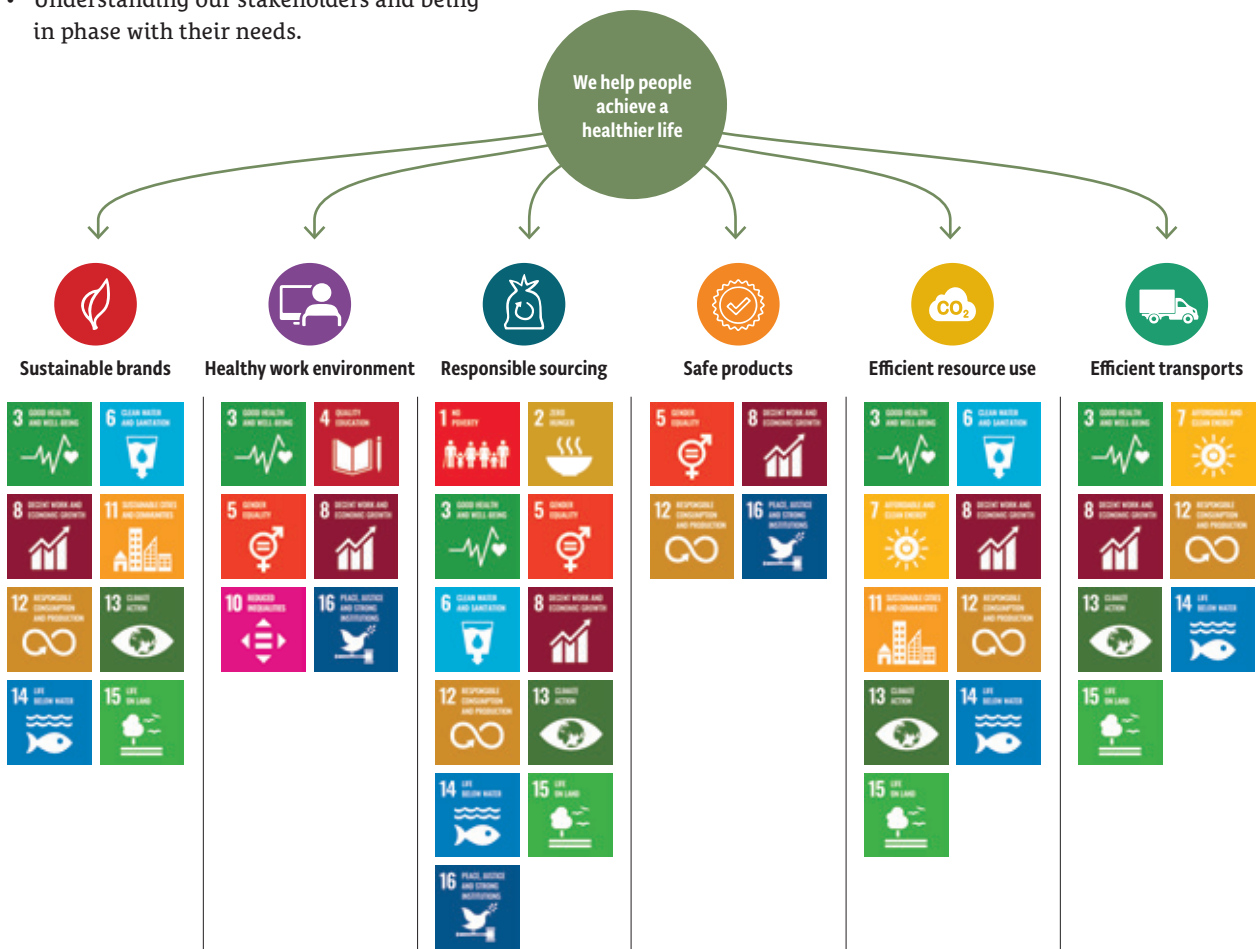 • Understanding our stakeholders and being
in phase with their needs.
We help people
achieve a
healthier life
CO₂
Sustainable brands
Healthy work environment
Responsible sourcing
Safe products
Efficient resource use
Efficient transports
3 GOOD HEALTH
AND WELL-BEING
6 CLEAN WATER
AND SANITATION
8 DECENT WORK AND
ECONOMIC GROWTH
11 SUSTAINABLE CITIES
AND COMMUNITIES
12 RESPONSIBLE
CONSUMPTION
AND PRODUCTION
13 CLIMATE
ACTION
14 LIFE
BELOW WATER
15 LIFE
ON LAND
3 GOOD HEALTH
AND WELL-BEING
4 QUALITY
EDUCATION
5 GENDER
EQUALITY
8 DECENT WORK AND
ECONOMIC GROWTH
10 REDUCED
INEQUALITIES
16 PEACE, JUSTICE
AND STRONG
INSTITUTIONS
1 NO
POVERTY
2 ZERO
HUNGER
3 GOOD HEALTH
AND WELL-BEING
5 GENDER
EQUALITY
6 CLEAN WATER
AND SANITATION
8 DECENT WORK AND
ECONOMIC GROWTH
12 RESPONSIBLE
CONSUMPTION
AND PRODUCTION
13 CLIMATE
ACTION
14 LIFE
BELOW WATER
15 LIFE
ON LAND
16 PEACE, JUSTICE
AND STRONG
INSTITUTIONS
5 GENDER
EQUALITY
8 DECENT WORK AND
ECONOMIC GROWTH
12 RESPONSIBLE
CONSUMPTION
AND PRODUCTION
16 PEACE, JUSTICE
AND STRONG
INSTITUTIONS
3 GOOD HEALTH
AND WELL-BEING
6 CLEAN WATER
AND SANITATION
7 AFFORDABLE AND
CLEAN ENERGY
8 DECENT WORK AND
ECONOMIC GROWTH
11 SUSTAINABLE CITIES
AND COMMUNITIES
12 RESPONSIBLE
CONSUMPTION
AND PRODUCTION
13 CLIMATE
ACTION
14 LIFE
BELOW WATER
15 LIFE
ON LAND
3 GOOD HEALTH
AND WELL-BEING
7 AFFORDABLE AND
CLEAN ENERGY
8 DECENT WORK AND
ECONOMIC GROWTH
12 RESPONSIBLE
CONSUMPTION
AND PRODUCTION
13 CLIMATE
ACTION
14 LIFE
BELOW WATER
15 LIFE
ON LAND